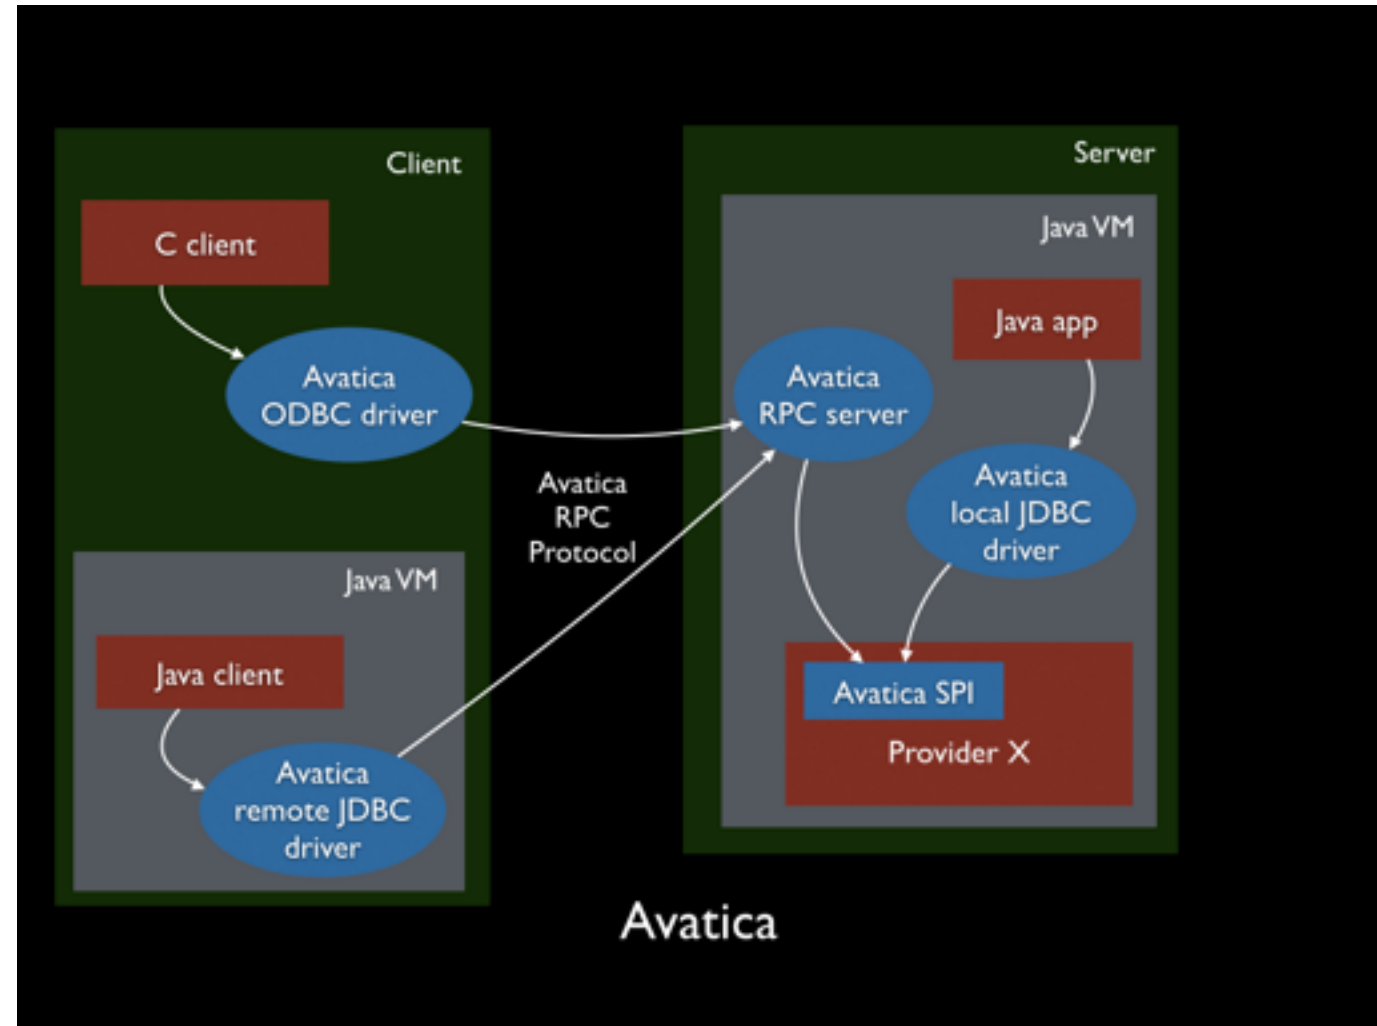 Client
C client
Avatica
ODBC driver
Java VM
Java client
Avatica
remote JDBC
driver
Avatica
RPC
Protocol
Server
Java VM
Java app
Avatica
RPC server
Avatica
local JDBC
driver
Avatica SPI
Provider X
Avatica